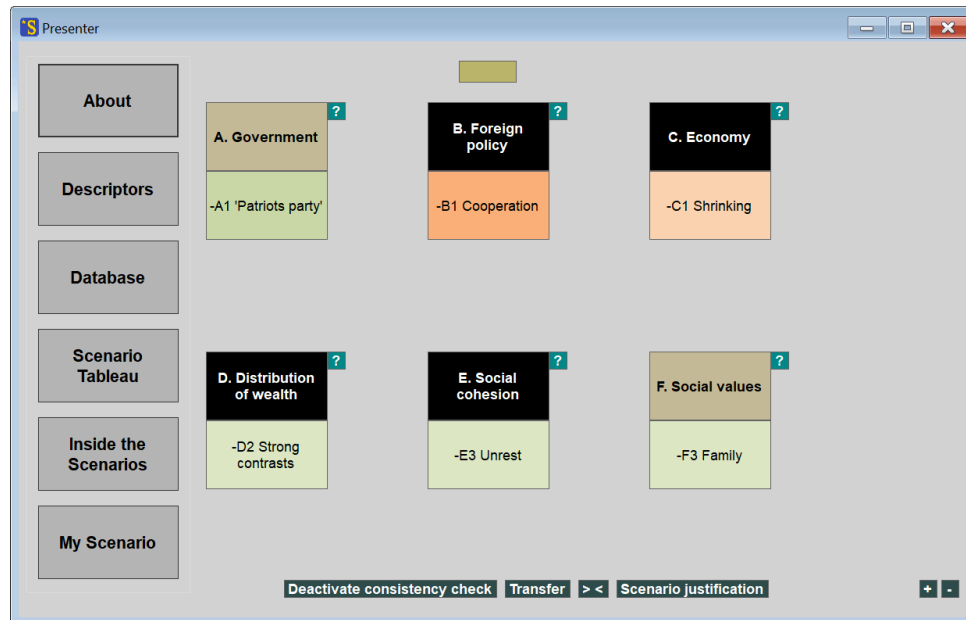 Presenter
About
Descriptors
Database
Scenario
Tableau
Inside the
Scenarios
My Scenario
A. Government
?
-A1 'Patriots party'
B. Foreign
policy
?
-B1 Cooperation
C. Economy
?
-C1 Shrinking
D. Distribution
of wealth
?
-D2 Strong
contrasts
E. Social
cohesion
?
-E3 Unrest
F. Social values
?
-F3 Family
Deactivate consistency check
Transfer
> <
Scenario justification
+
-